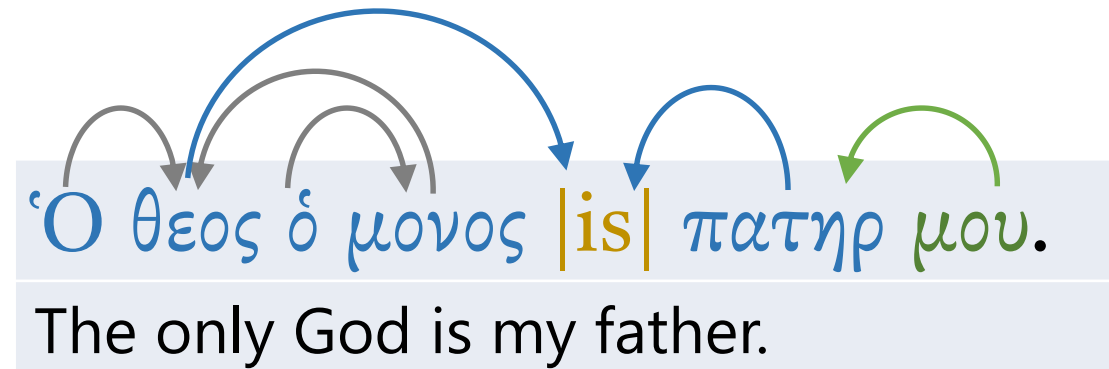 Ὁ θεος ὁ μονος |is| πατηρ μου.
The only God is my father.